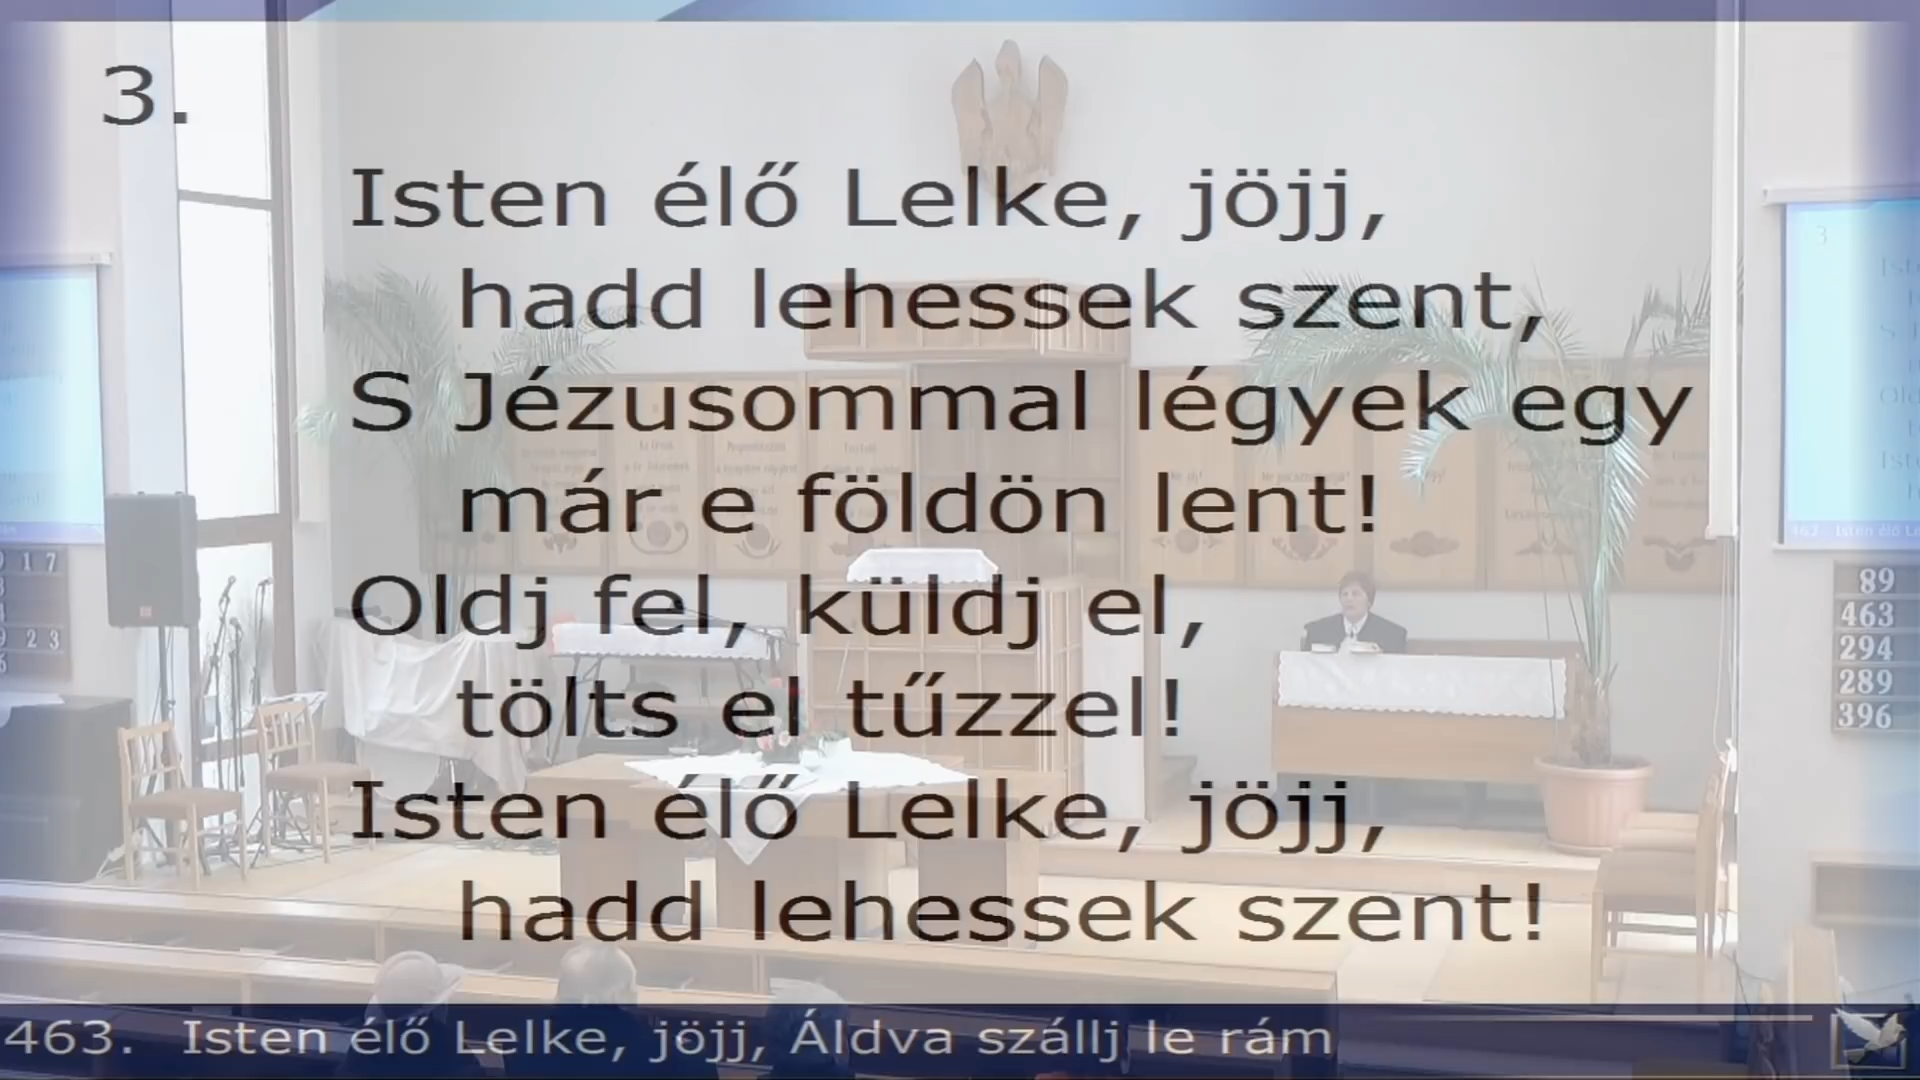 3.
Isten élő Lelke, jöjj,
hadd lehessek szent,
S Jézusommal légyek egy
már e földön lent!
Oldj fel, küldj el,
tölts el tűzzel!
Isten élő Lelke, jöjj,
hadd lehessek szent!
89
463
294
289
396
463. Isten élő Lelke, jöjj, Áldva szállj le rám